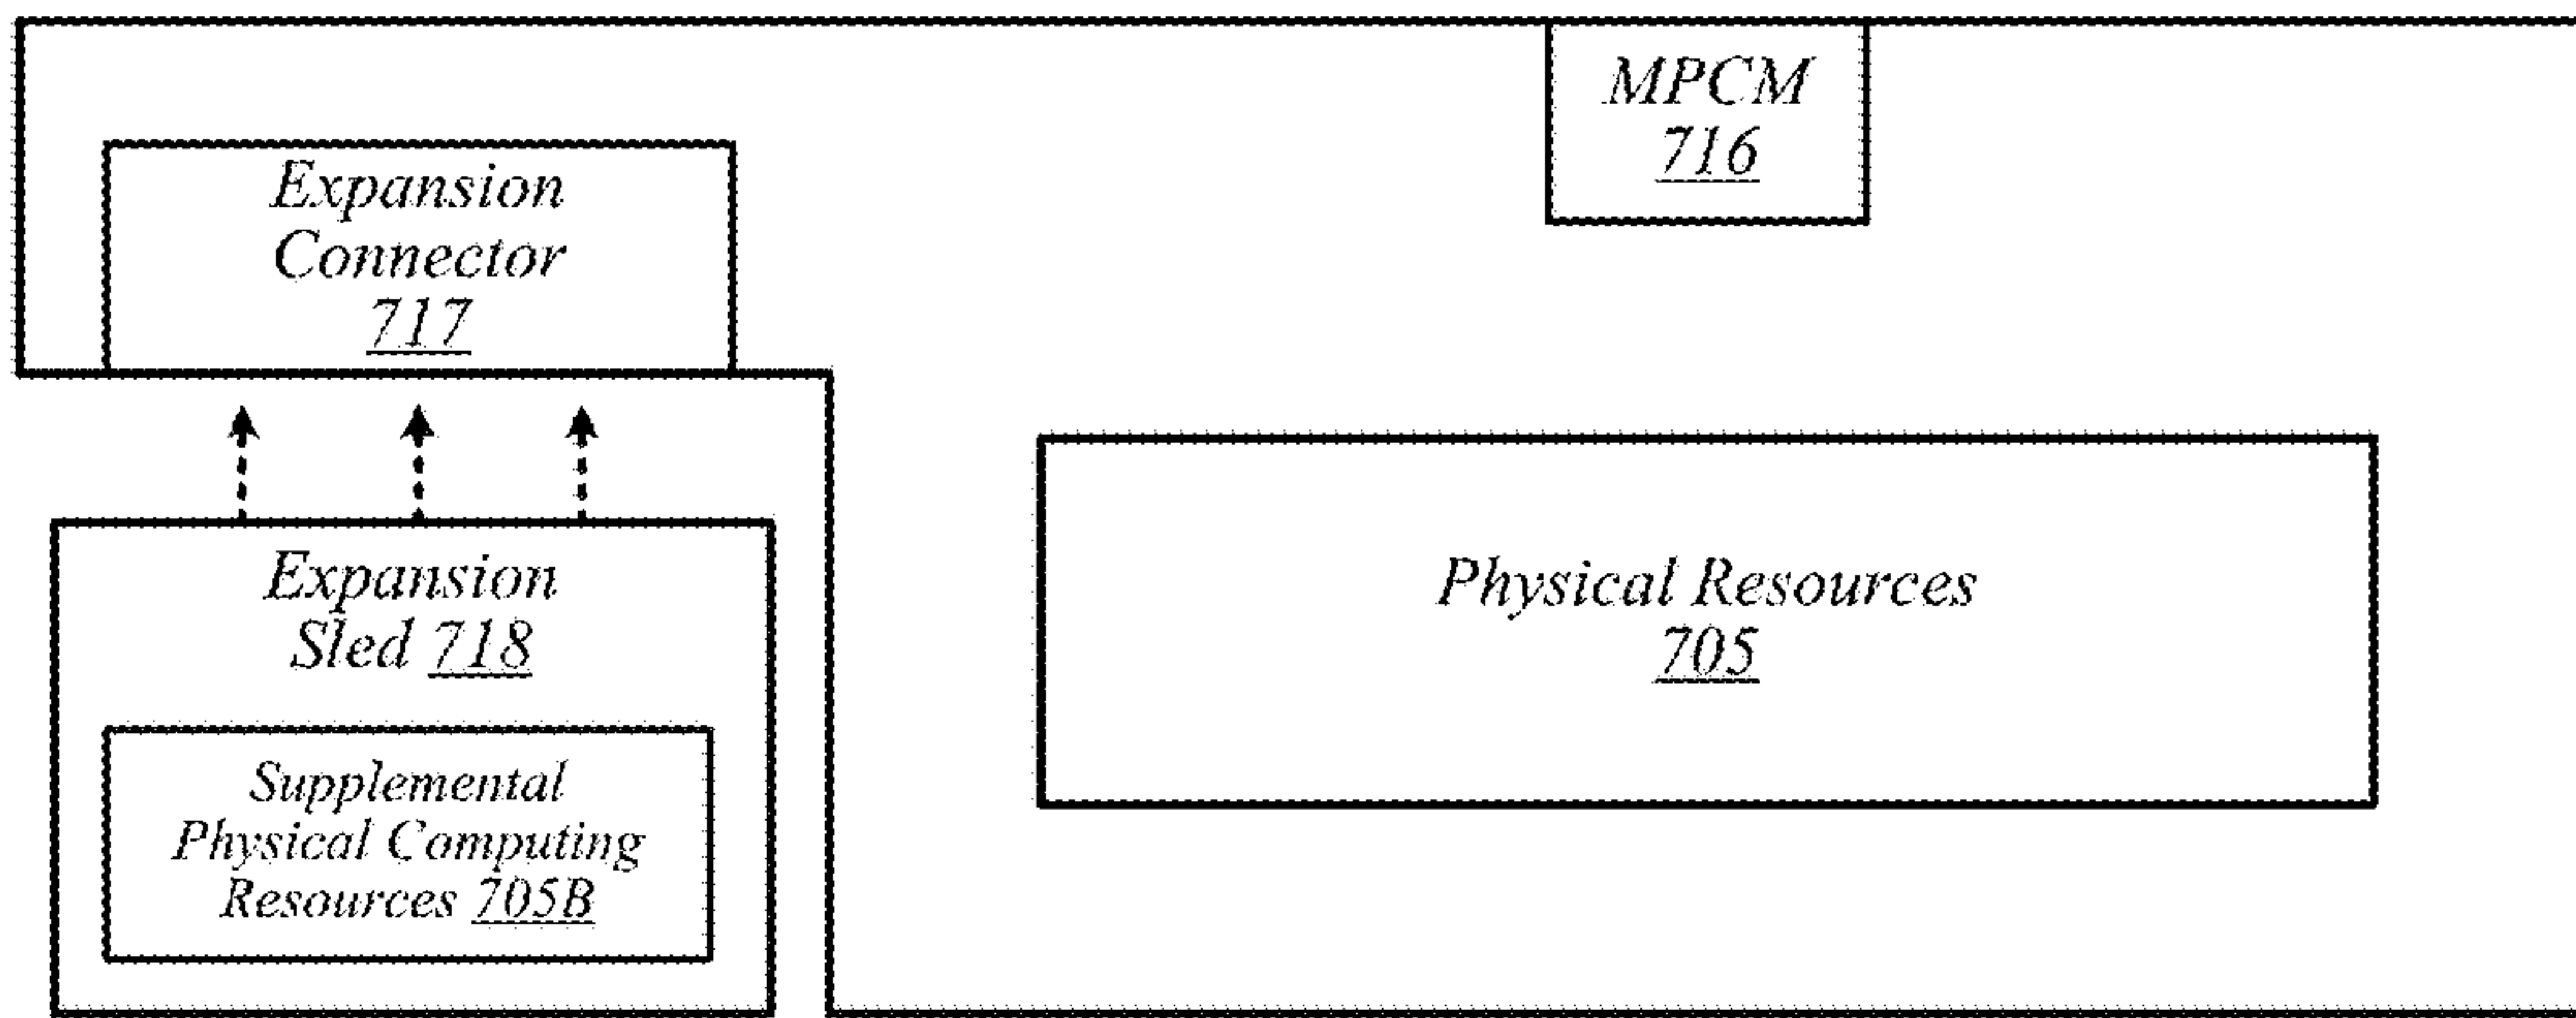 MPCM
716
Expansion
Connector
717
Expansion
Sled 718
Supplemental
Physical Computing
Resources 705B
Physical Resources
705